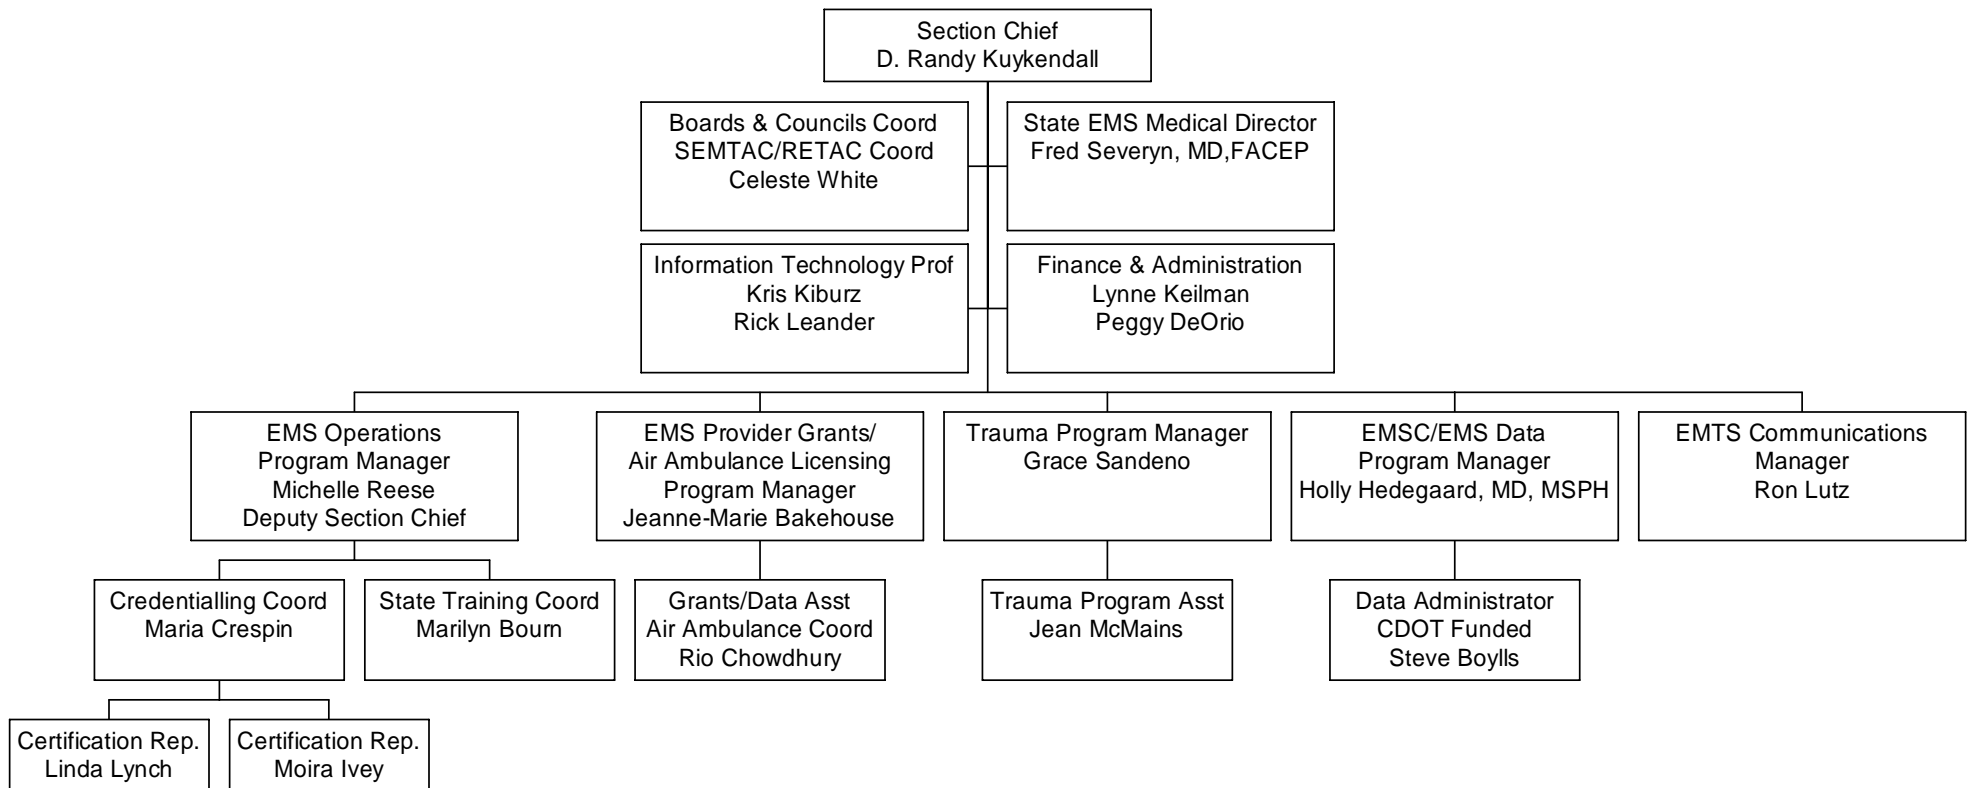 Section Chief
D. Randy Kuykendall
Boards & Councils Coord
SEMTAC/RETAC Coord
Celeste White
State EMS Medical Director
Fred Severyn, MD,FACEP
Information Technology Prof
Kris Kiburz
Rick Leander
Finance & Administration
Lynne Keilman
Peggy DeOrio
EMS Operations
Program Manager
Michelle Reese
Deputy Section Chief
EMS Provider Grants/
Air Ambulance Licensing
Program Manager
Jeanne-Marie Bakehouse
Trauma Program Manager
Grace Sandeno
EMSC/EMS Data
Program Manager
Holly Hedegaard, MD, MSPH
EMTS Communications
Manager
Ron Lutz
Credentialling Coord
Maria Crespin
State Training Coord
Marilyn Bourn
Grants/Data Asst
Air Ambulance Coord
Rio Chowdhury
Trauma Program Asst
Jean McMains
Data Administrator
CDOT Funded
Steve Boylls
Certification Rep.
Linda Lynch
Certification Rep.
Moira Ivey